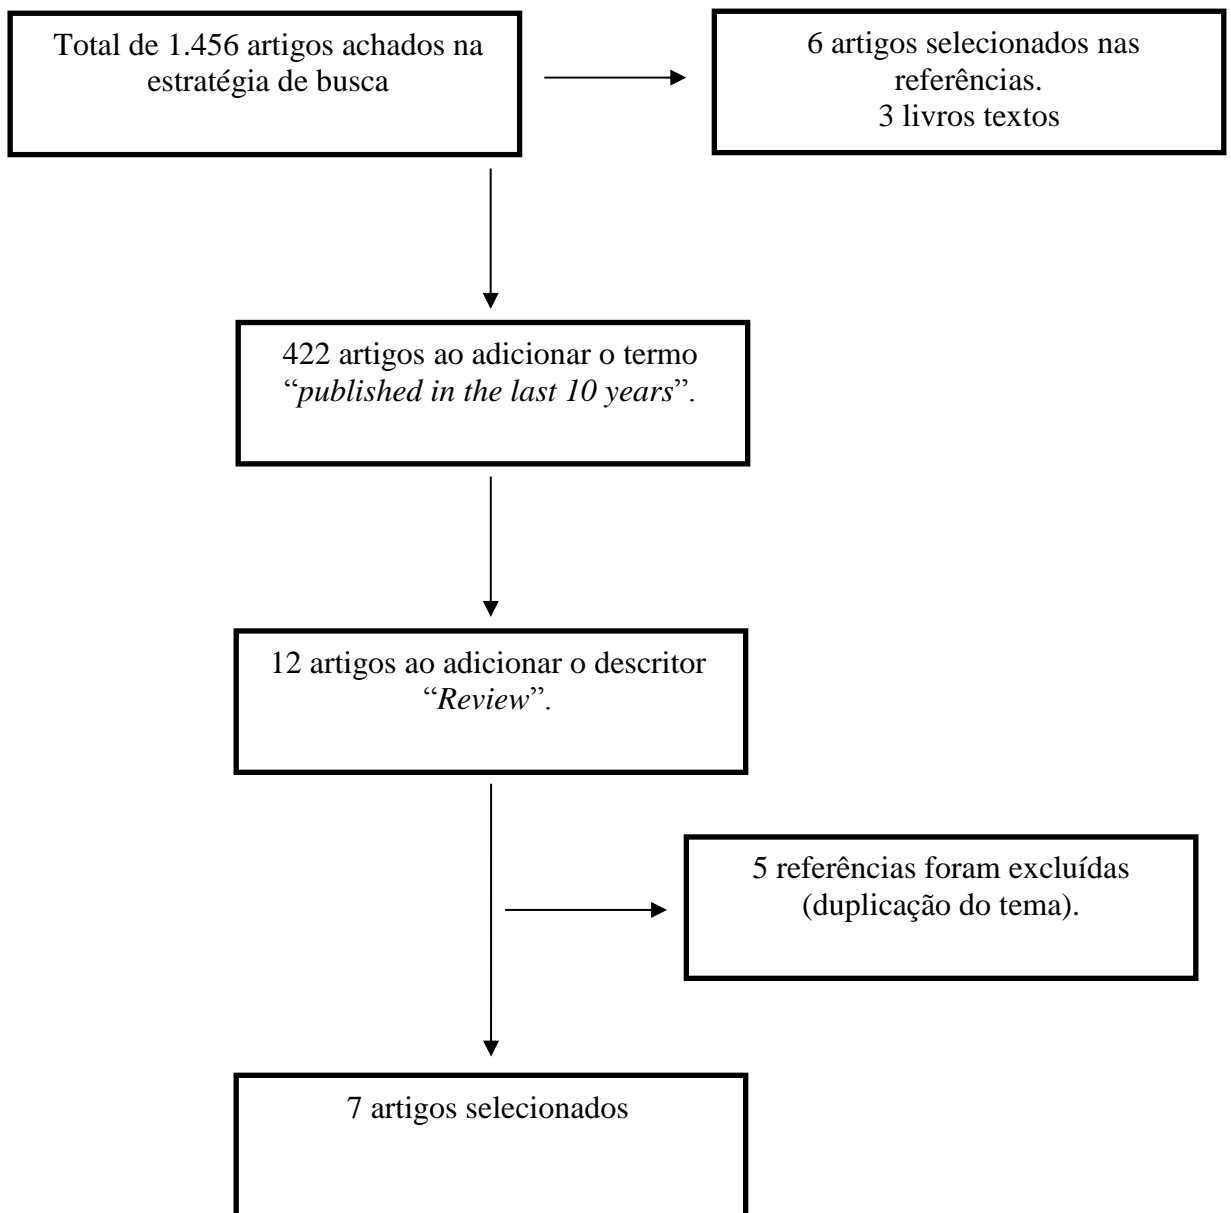 Total de 1.456 artigos achados na
estratégia de busca
6 artigos selecionados nas
referências.
3 livros textos
422 artigos ao adicionar o termo
“published in the last 10 years”.
12 artigos ao adicionar o descritor
“Review”.
5 referências foram excluídas
(duplicação do tema).
7 artigos selecionados